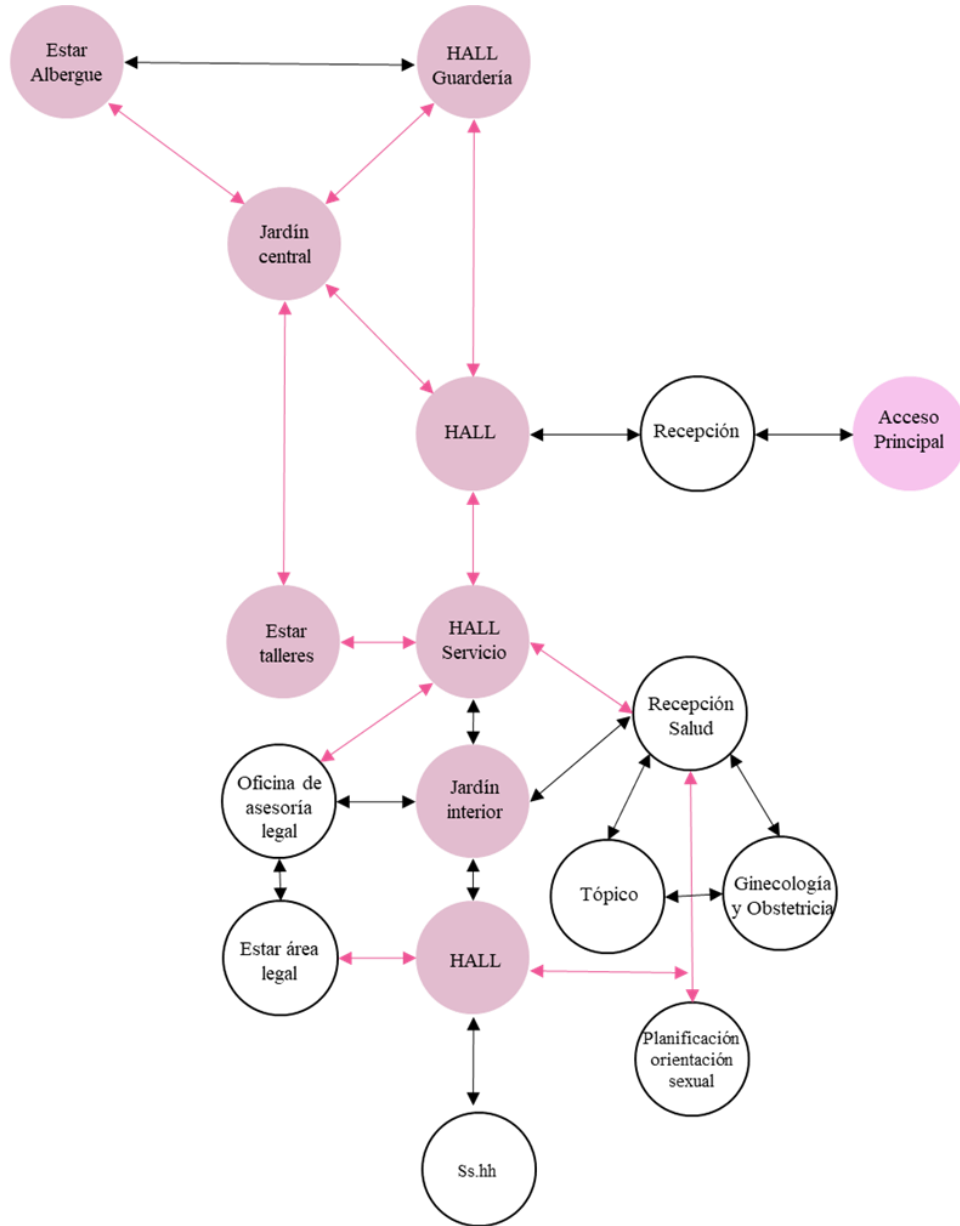 Estar
Albergue
HALL
Guardería
Jardín
central
HALL
Recepción
Acceso
Principal
Estar
talleres
HALL
Servicio
Recepción
Salud
Oficina de
asesoría
legal
Jardín
interior
Tópico
Ginecología
y Obstetricia
Estar área
legal
HALL
Planificación
orientación
sexual
Ss.hh